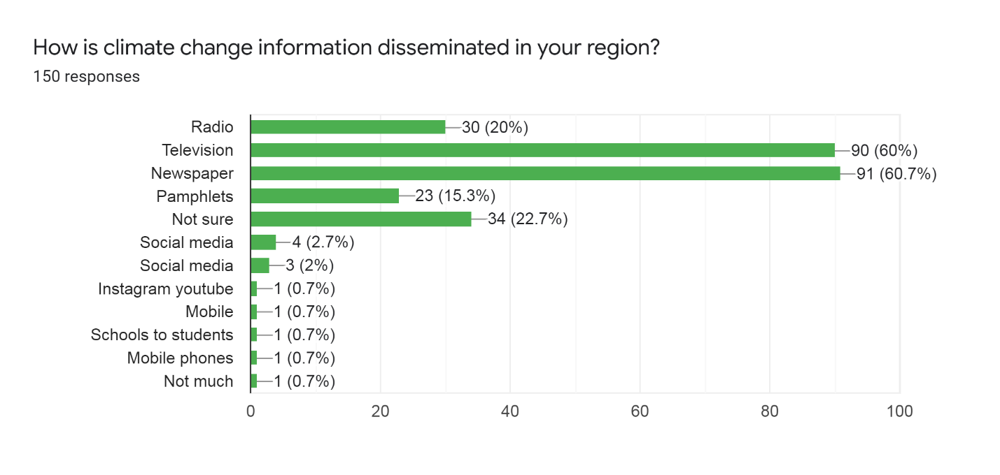 How is climate change information disseminated in your region?
150 responses
Radio 30 (20%)
Television 90 (60%)
Newspaper 91 (60.7%)
Pamphlets 23 (15.3%)
Not sure 34 (22.7%)
Social media 4 (2.7%)
Social media 3 (2%)
Instagram youtube 1 (0.7%)
Mobile 1 (0.7%)
Schools to students 1 (0.7%)
Mobile phones 1 (0.7%)
Not much 1 (0.7%)
0 20 40 60 80 100